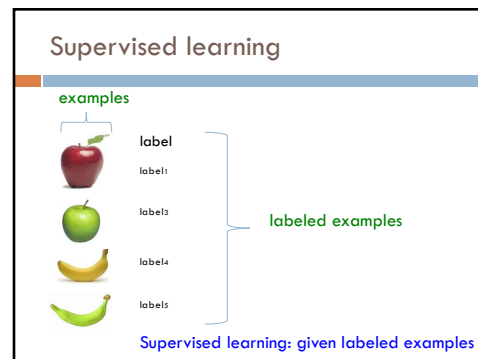 Supervised learning
examples
label
label1
label3
labeled examples
label4
label5
Supervised learning: given labeled examples